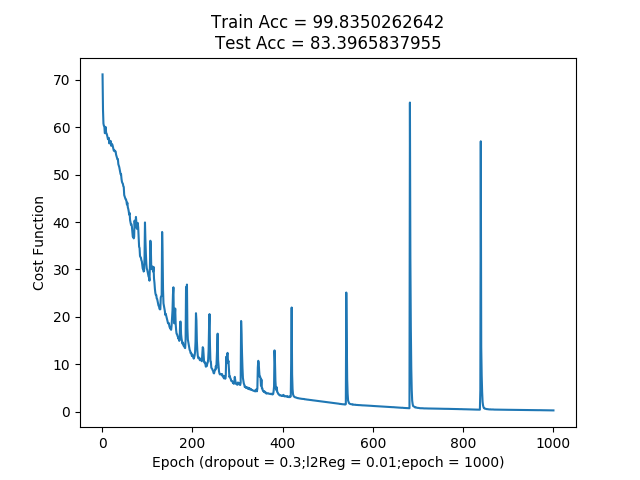 Train Acc = 99.8350262642
Test Acc = 83.3965837955
70
60
50
40
30
20
10
0
Cost Function
0 200 400 600 800 1000
Epoch (dropout = 0.3;l2Reg = 0.01;epoch = 1000)